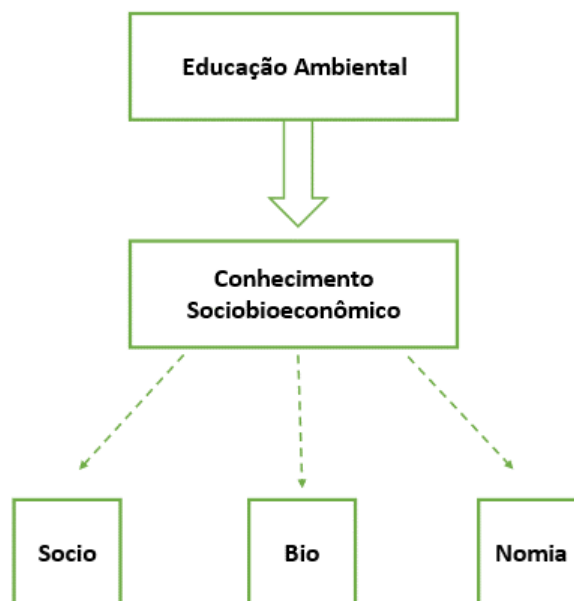 Educação Ambiental
Conhecimento
Sociobioeconômico
Socio
Bio
Nomia